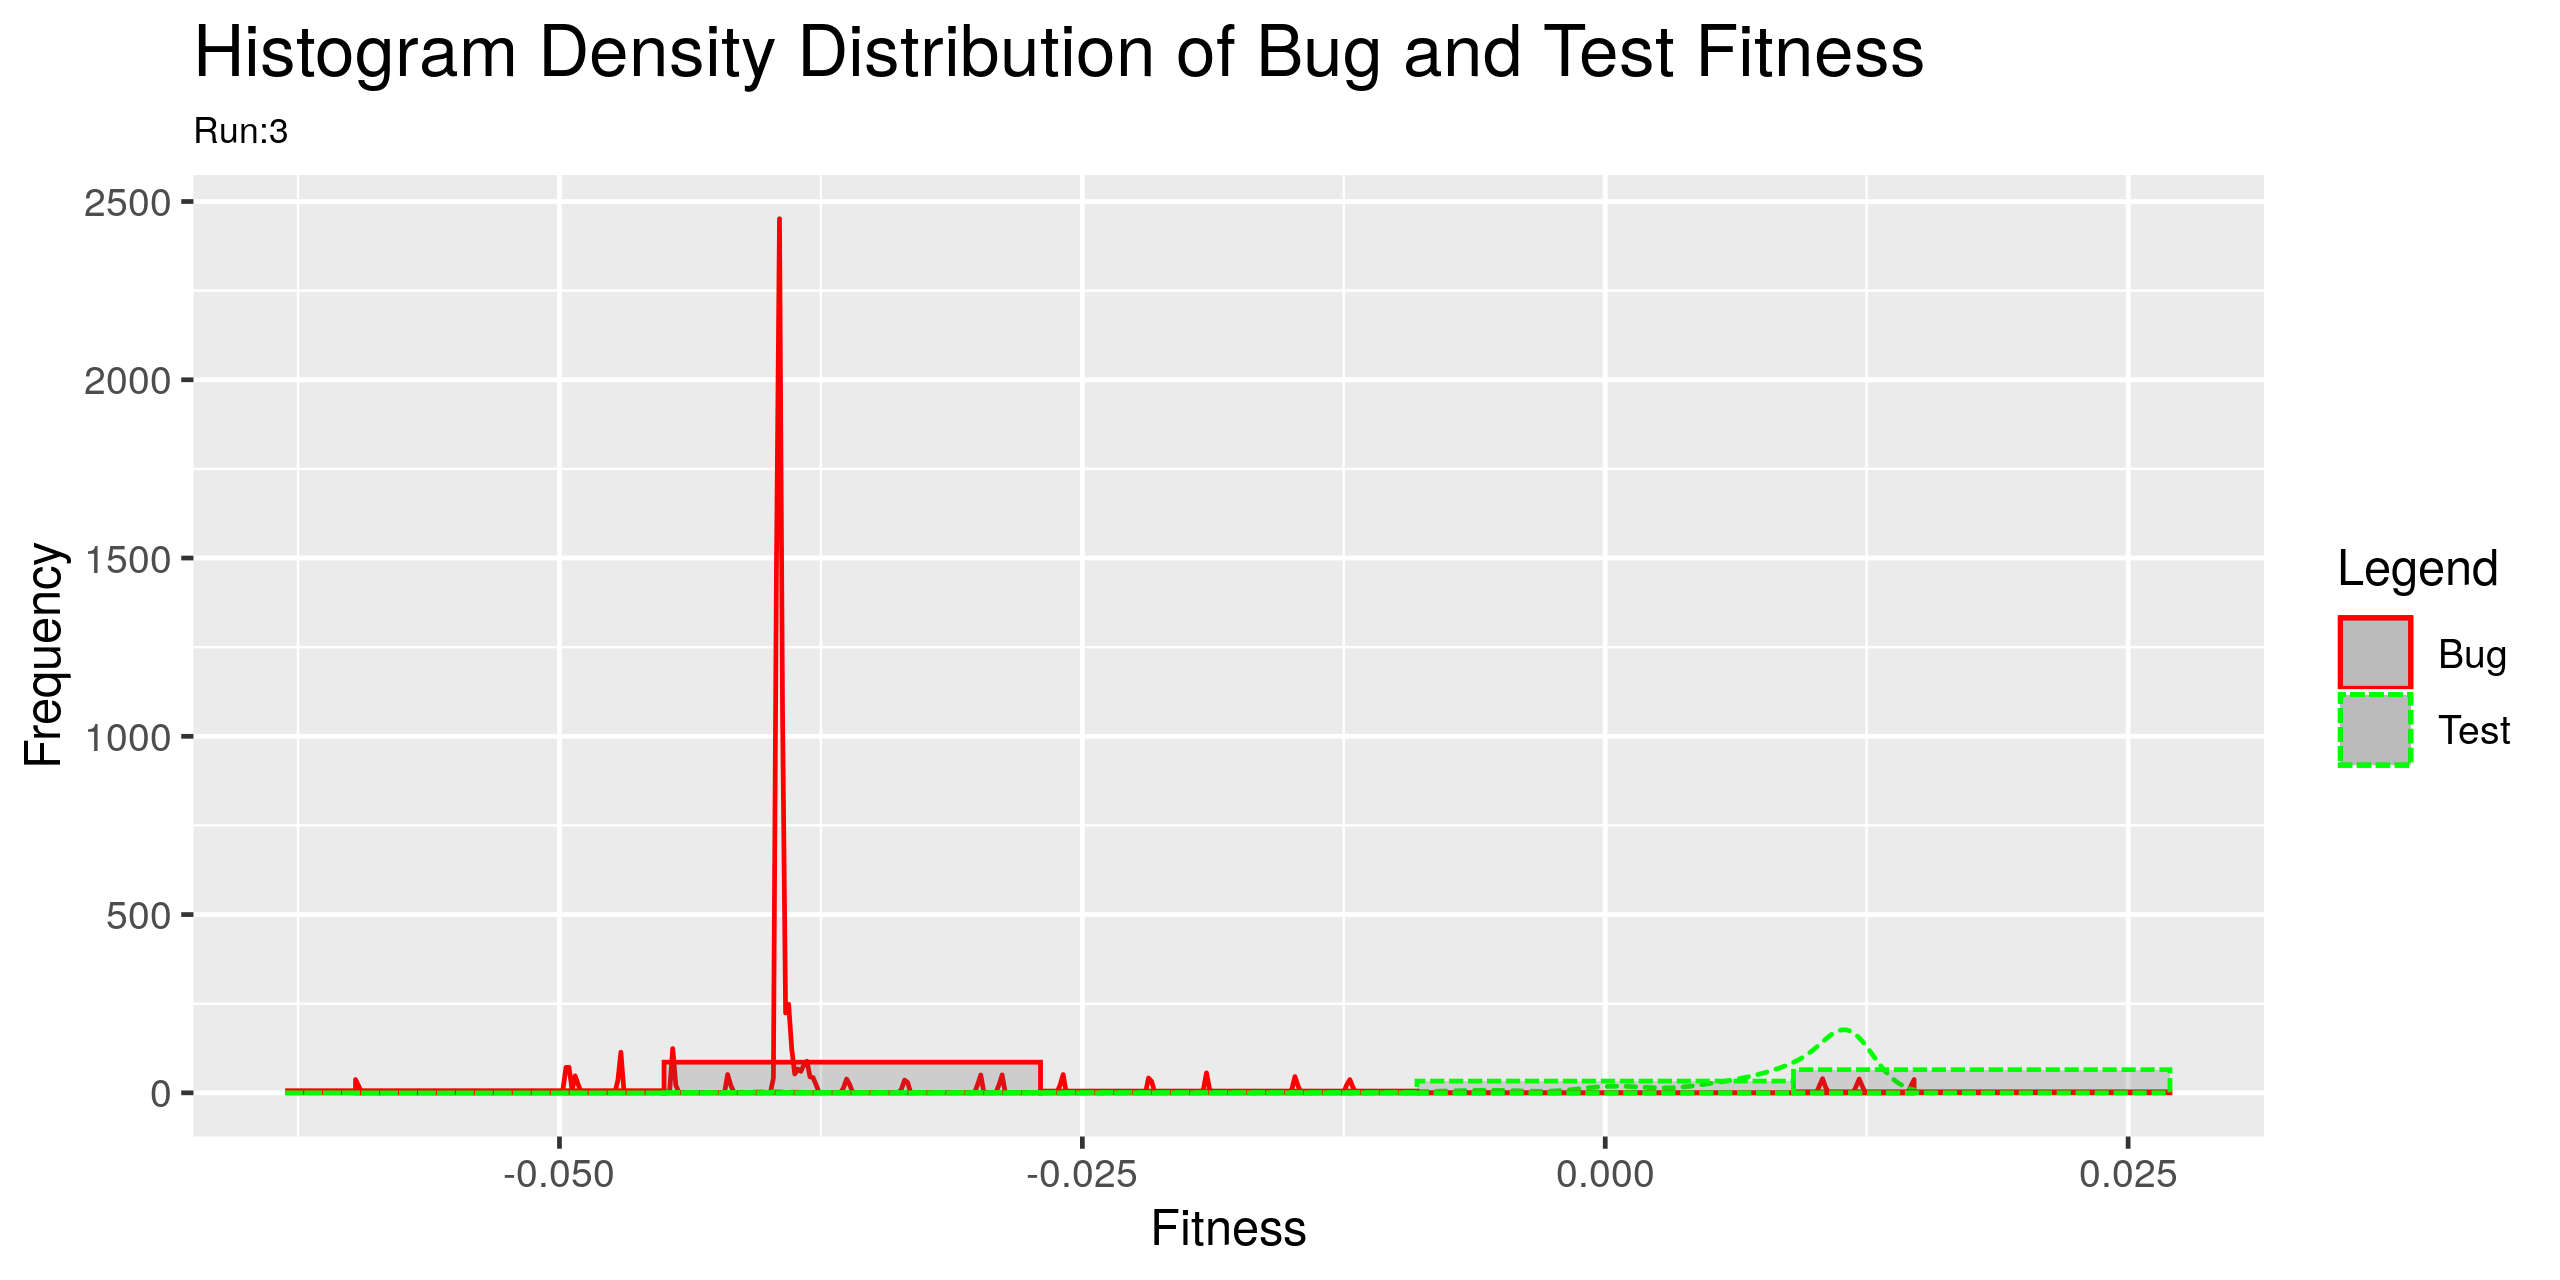 Histogram Density Distribution of Bug and Test Fitness
Run:3
2500
2000
1500
1000
500
0
Frequency
-0.050
-0.025
0.000
0.025
Fitness
Legend
Bug
Test